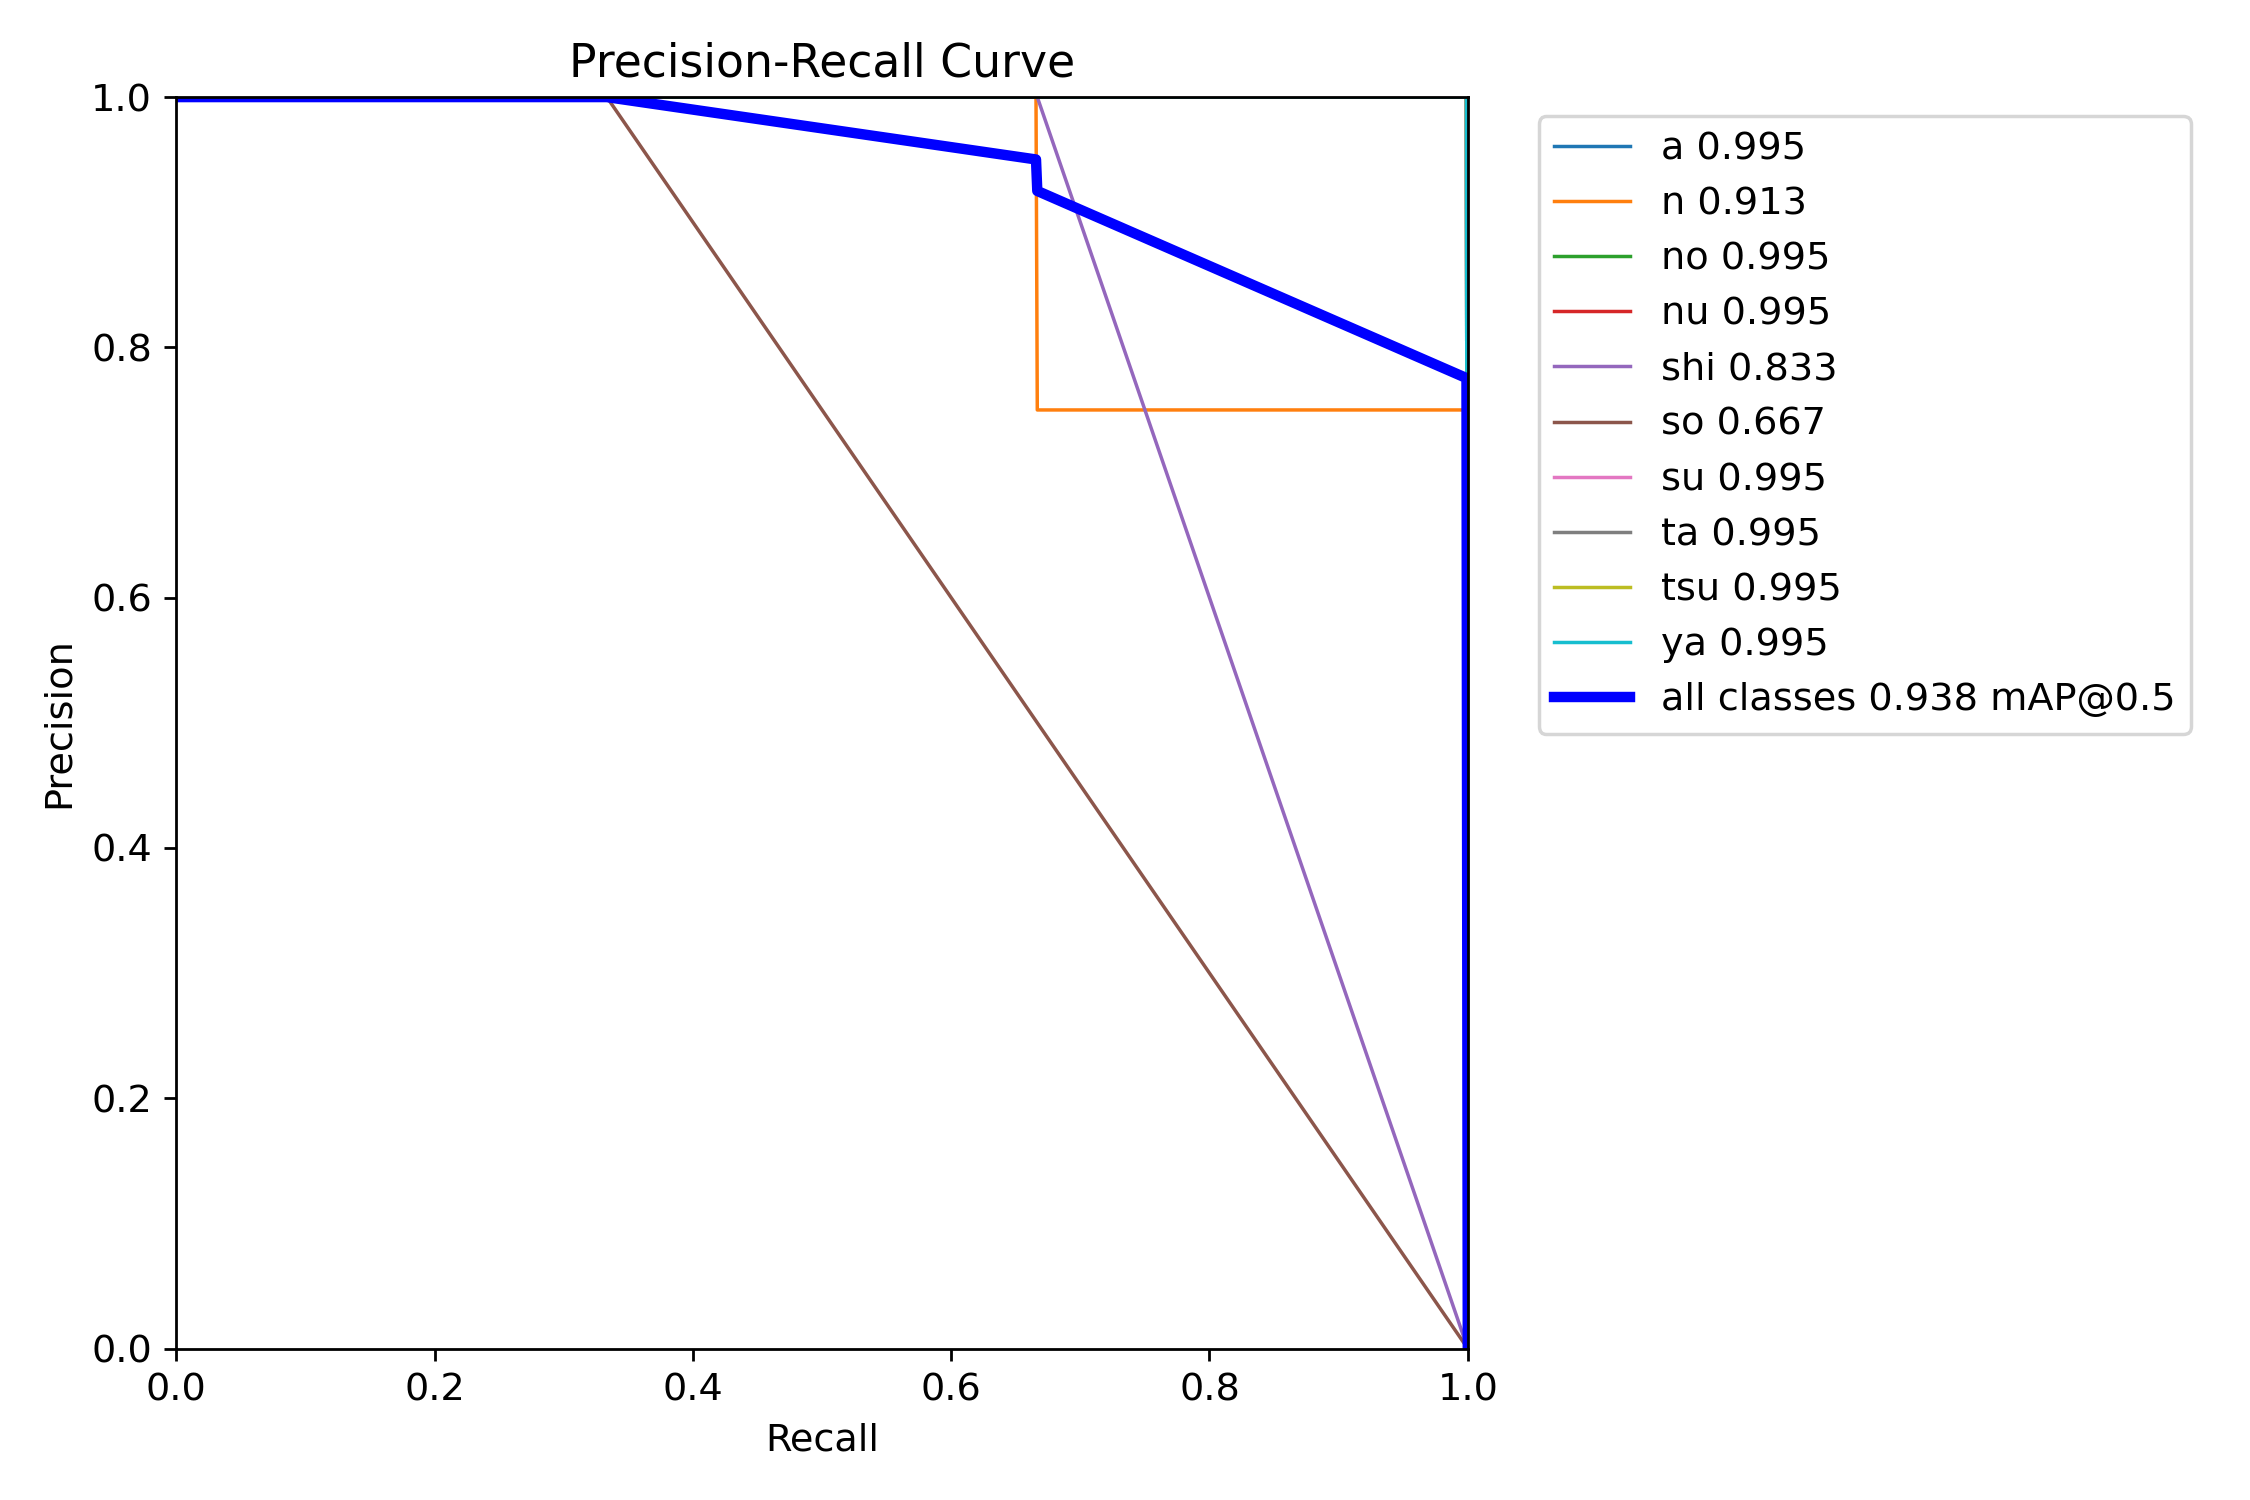 Precision-Recall Curve
1.0
0.8
0.6
0.4
0.2
0.0
Precision
0.0 0.2 0.4 0.6 0.8 1.0
Recall
a 0.995
n 0.913
no 0.995
nu 0.995
shi 0.833
so 0.667
su 0.995
ta 0.995
tsu 0.995
ya 0.995
all classes 0.938 mAP@0.5